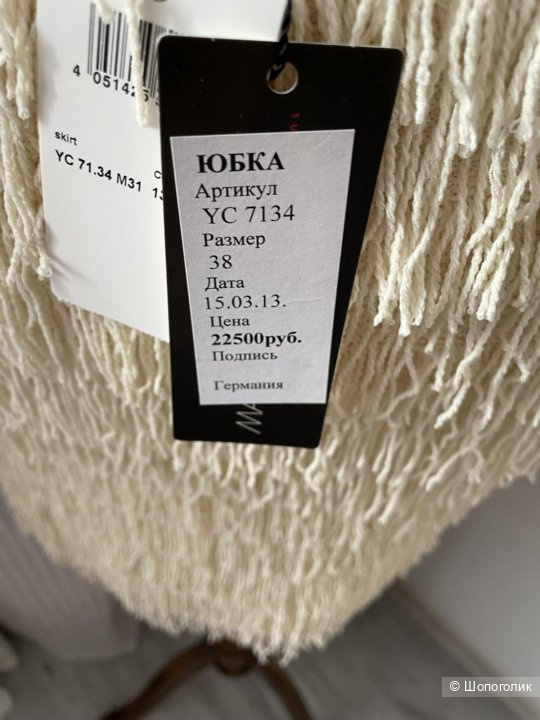 4 051425
skirt
YC 71.34 M31
ЮБКА
Артикул
YC 7134
Размер
38
Дата
15.03.13.
Цена
22500руб.
Подпись
Германия
© Шопоголик